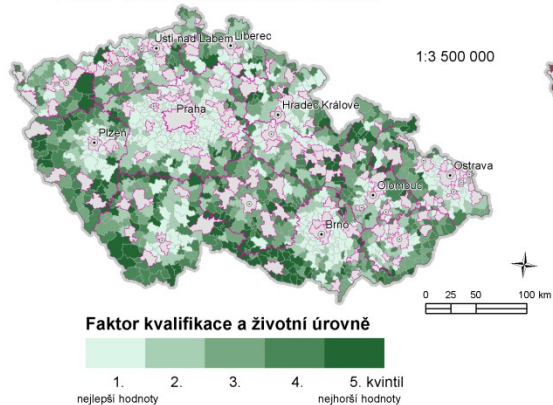 Ústí nad Labem
Liberec
1:3 500 000
Praha
Hradec Králové
Plzeň
Ostrava
Olomouc
Brno
0 25 50 100 km
Faktor kvalifikace a životní úrovně
1. 2. 3. 4. 5. kvintil
nejlepší hodnoty nejhorší hodnoty